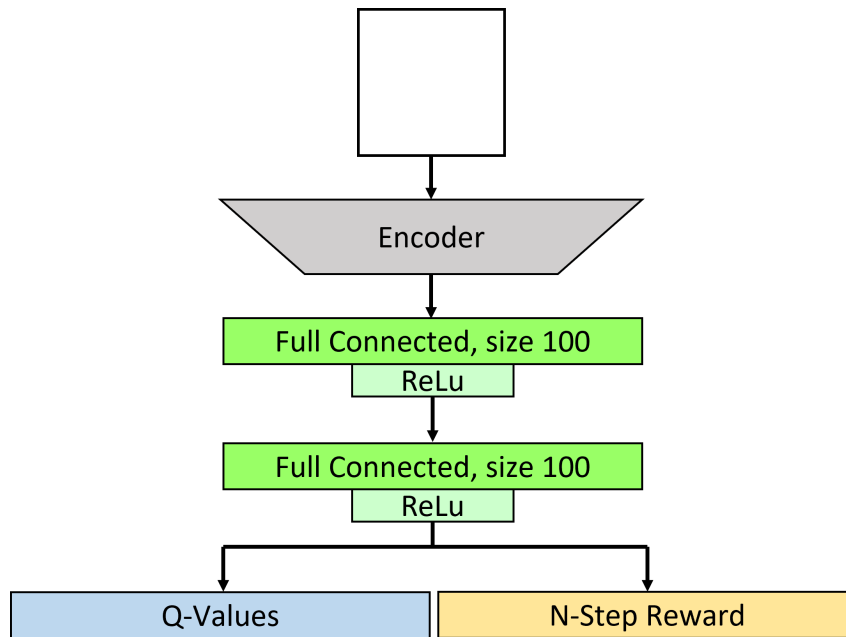 Encoder
Full Connected, size 100
ReLu
Full Connected, size 100
ReLu
Q-Values
N-Step Reward